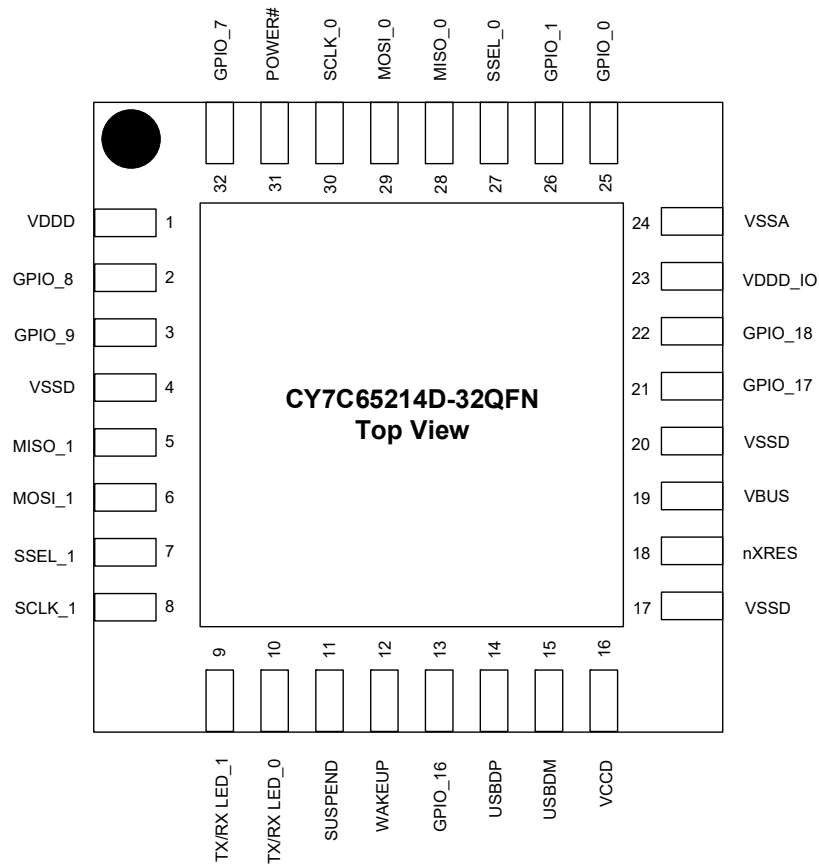 GPIO_7
POWER#
SCLK_0
MOSI_0
MISO_0
SSEL_0
GPIO_1
GPIO_0
32
31
30
29
28
27
26
25
VDDD 1
GPIO_8 2
GPIO_9 3
VSSD 4
MISO_1 5
MOSI_1 6
SSEL_1 7
SCLK_1 8
CY7C65214D-32QFN
Top View
24 VSSA
23 VDDD_IO
22 GPIO_18
21 GPIO_17
20 VSSD
19 VBUS
18 nXRES
17 VSSD
9
10
11
12
13
14
15
16
TX/RX LED_1
TX/RX LED_0
SUSPEND
WAKEUP
GPIO_16
USBDP
USBDM
VCCD